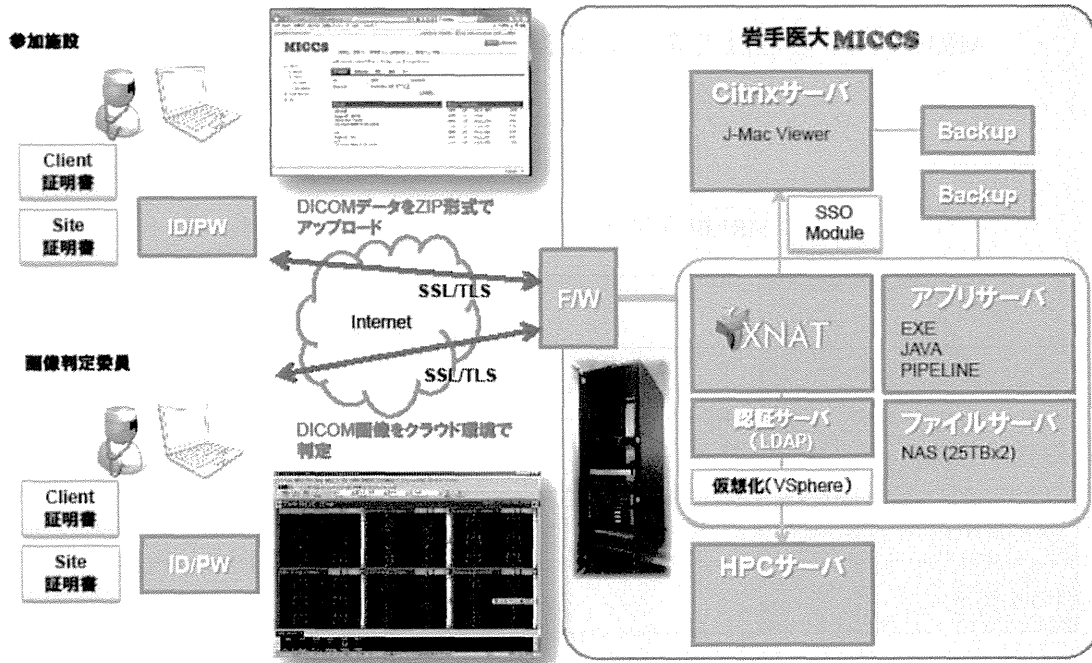 参加施設
Client
証明書
Site
証明書
ID/PW
MICCS
DICOMデータをZIP形式で
アップロード
SSL/TLS
Internet
SSL/TLS
画像判定委員
Client
証明書
Site
証明書
ID/PW
DICOM画像をクラウド環境で
判定
F/W
岩手医大 MICCS
Citrixサーバ
J-Mac Viewer
Backup
Backup
SSO
Module
XNAT
アプリサーバ
EXE
JAVA
PIPELINE
認証サーバ
(LDAP)
ファイルサーバ
NAS (25TBx2)
仮想化(VSphere)
HPCサーバ